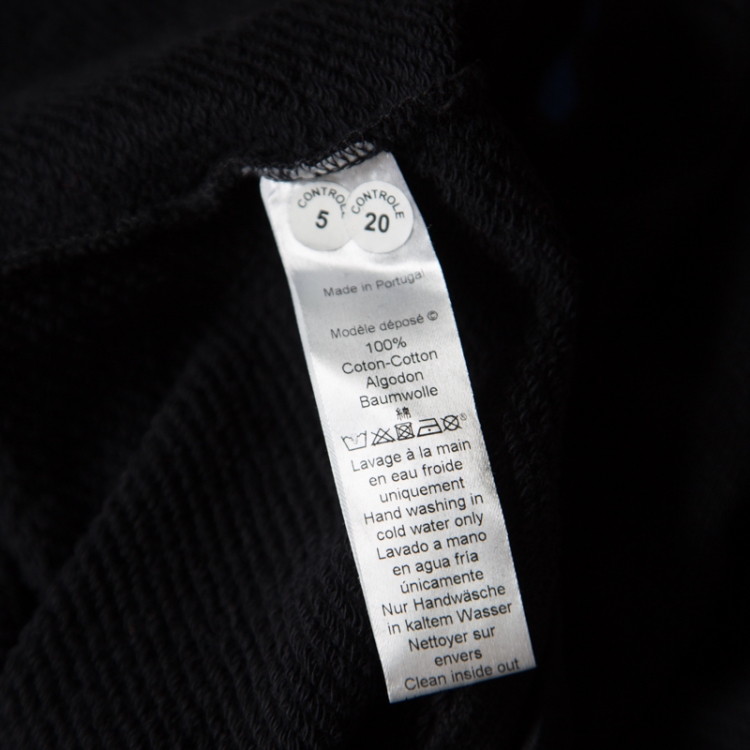 CONTROLE
5
CONTROLE
20
Made in Portugal
Modèle déposé ©
100%
Coton-Cotton
Algodon
Baumwolle
綿
Lavage à la main
en eau froide
uniquement
Hand washing in
cold water only
Lavado a mano
en agua fría
únicamente
Nur Handwäsche
in kaltem Wasser
Nettoyer sur
envers
Clean inside out